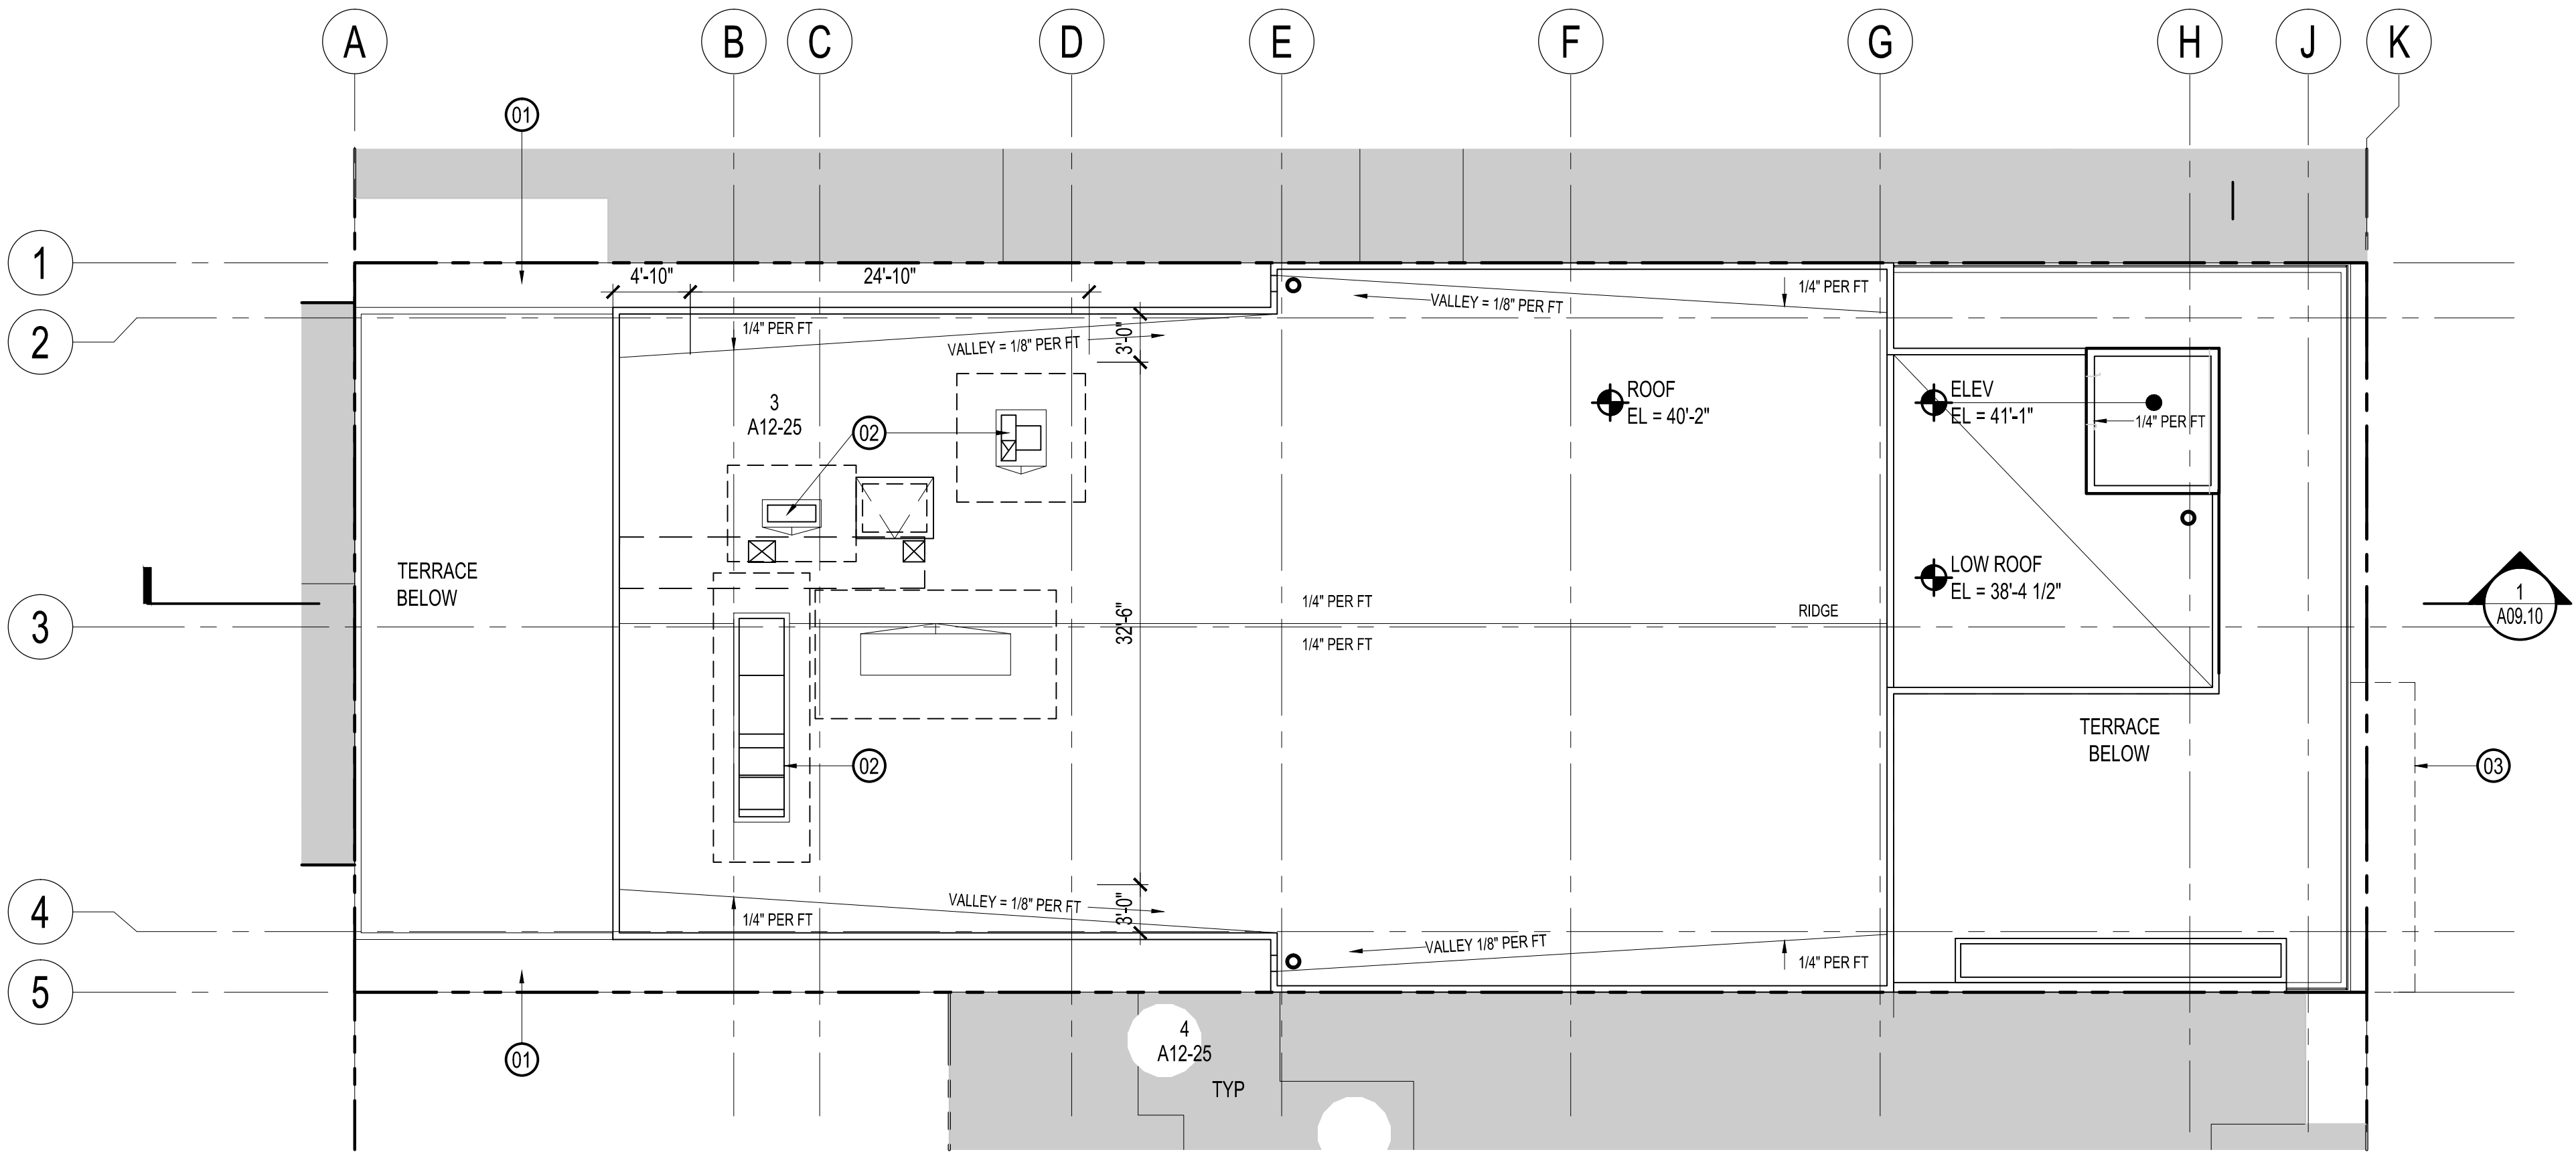 A
B
C
D
E
F
G
H
J
K
01
1
2
3
4
5
4'-10"
24'-10"
1/4" PER FT
VALLEY = 1/8" PER FT
3'-0"
VALLEY = 1/8" PER FT
1/4" PER FT
3
A12-25
02
ROOF
EL = 40'-2"
ELEV
EL = 41'-1"
1/4" PER FT
TERRACE
BELOW
LOW ROOF
EL = 38'-4 1/2"
1
A09.10
32'-6"
1/4" PER FT
1/4" PER FT
RIDGE
TERRACE
BELOW
02
03
VALLEY = 1/8" PER FT
1/4" PER FT
3'-0"
VALLEY 1/8" PER FT
1/4" PER FT
01
4
A12-25
TYP